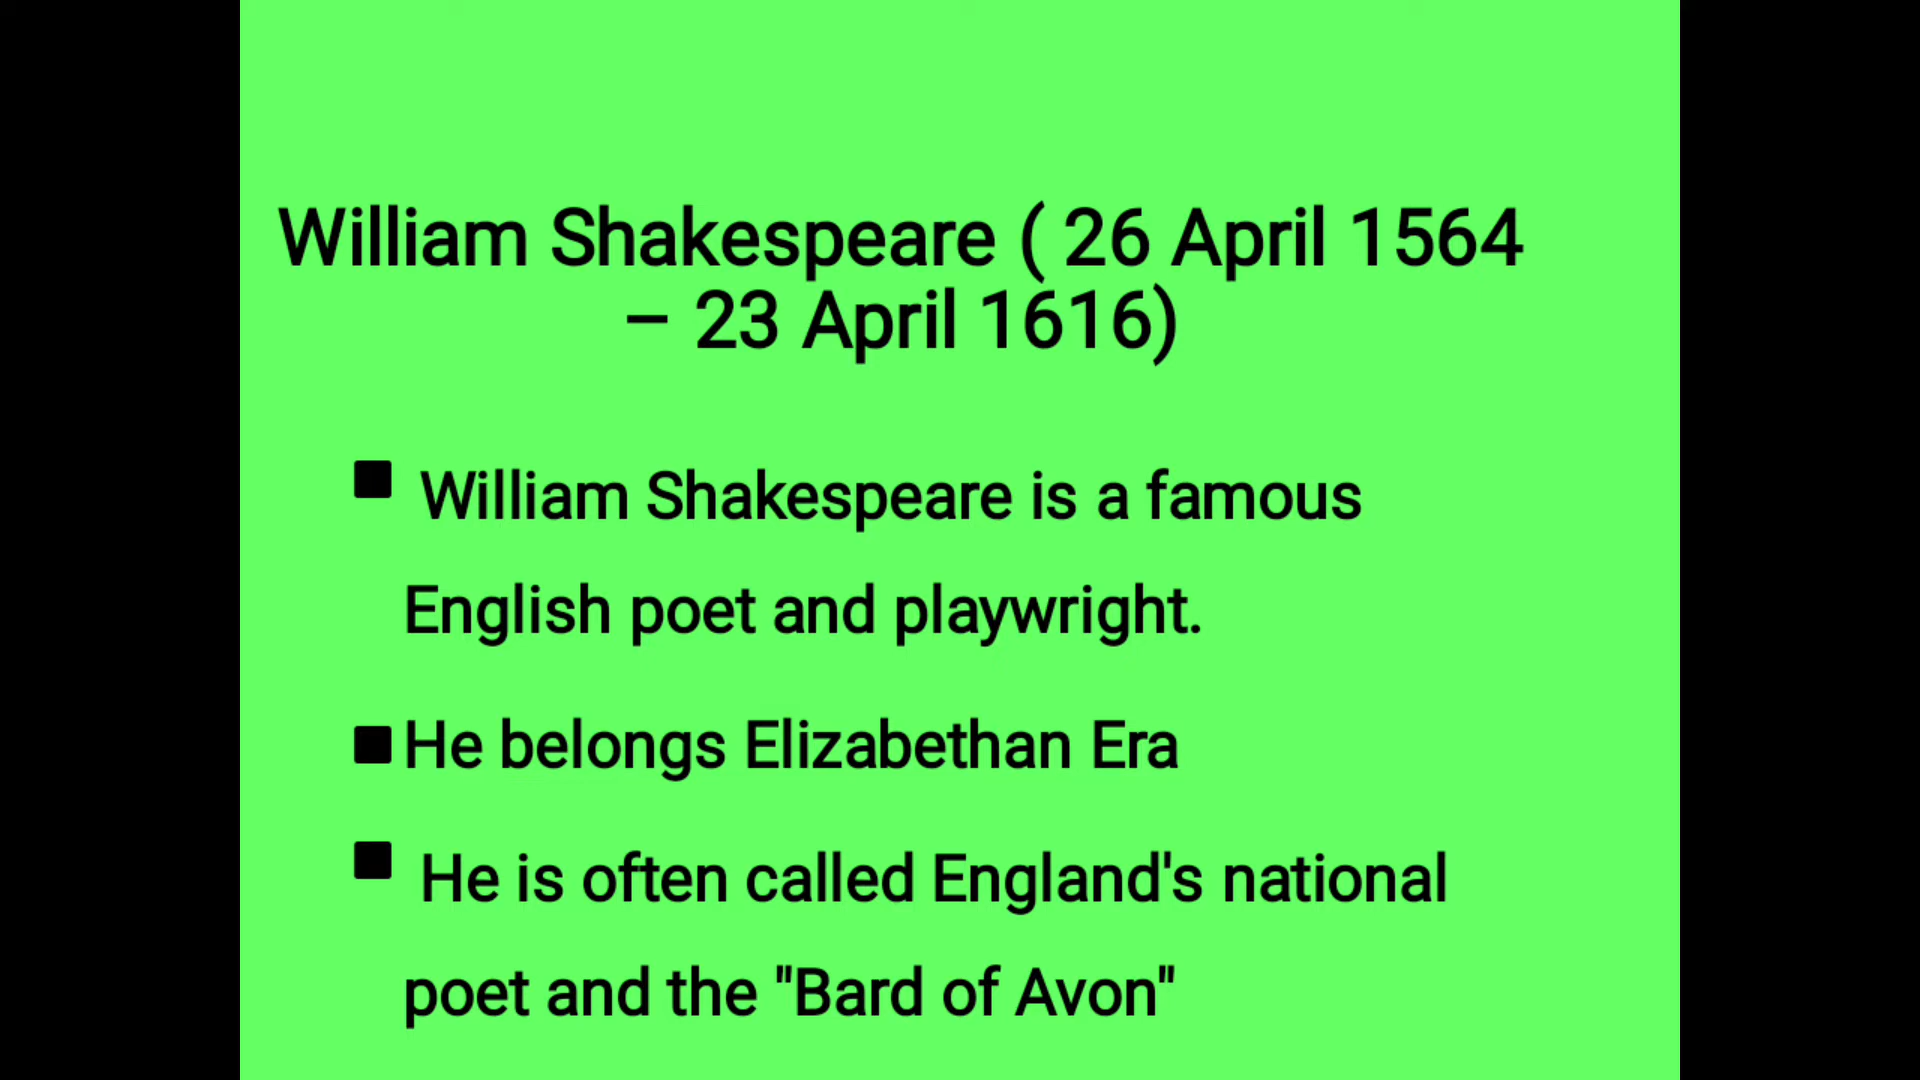 William Shakespeare ( 26 April 1564
– 23 April 1616)
■ William Shakespeare is a famous
English poet and playwright.
■ He belongs Elizabethan Era
■ He is often called England's national
poet and the "Bard of Avon"